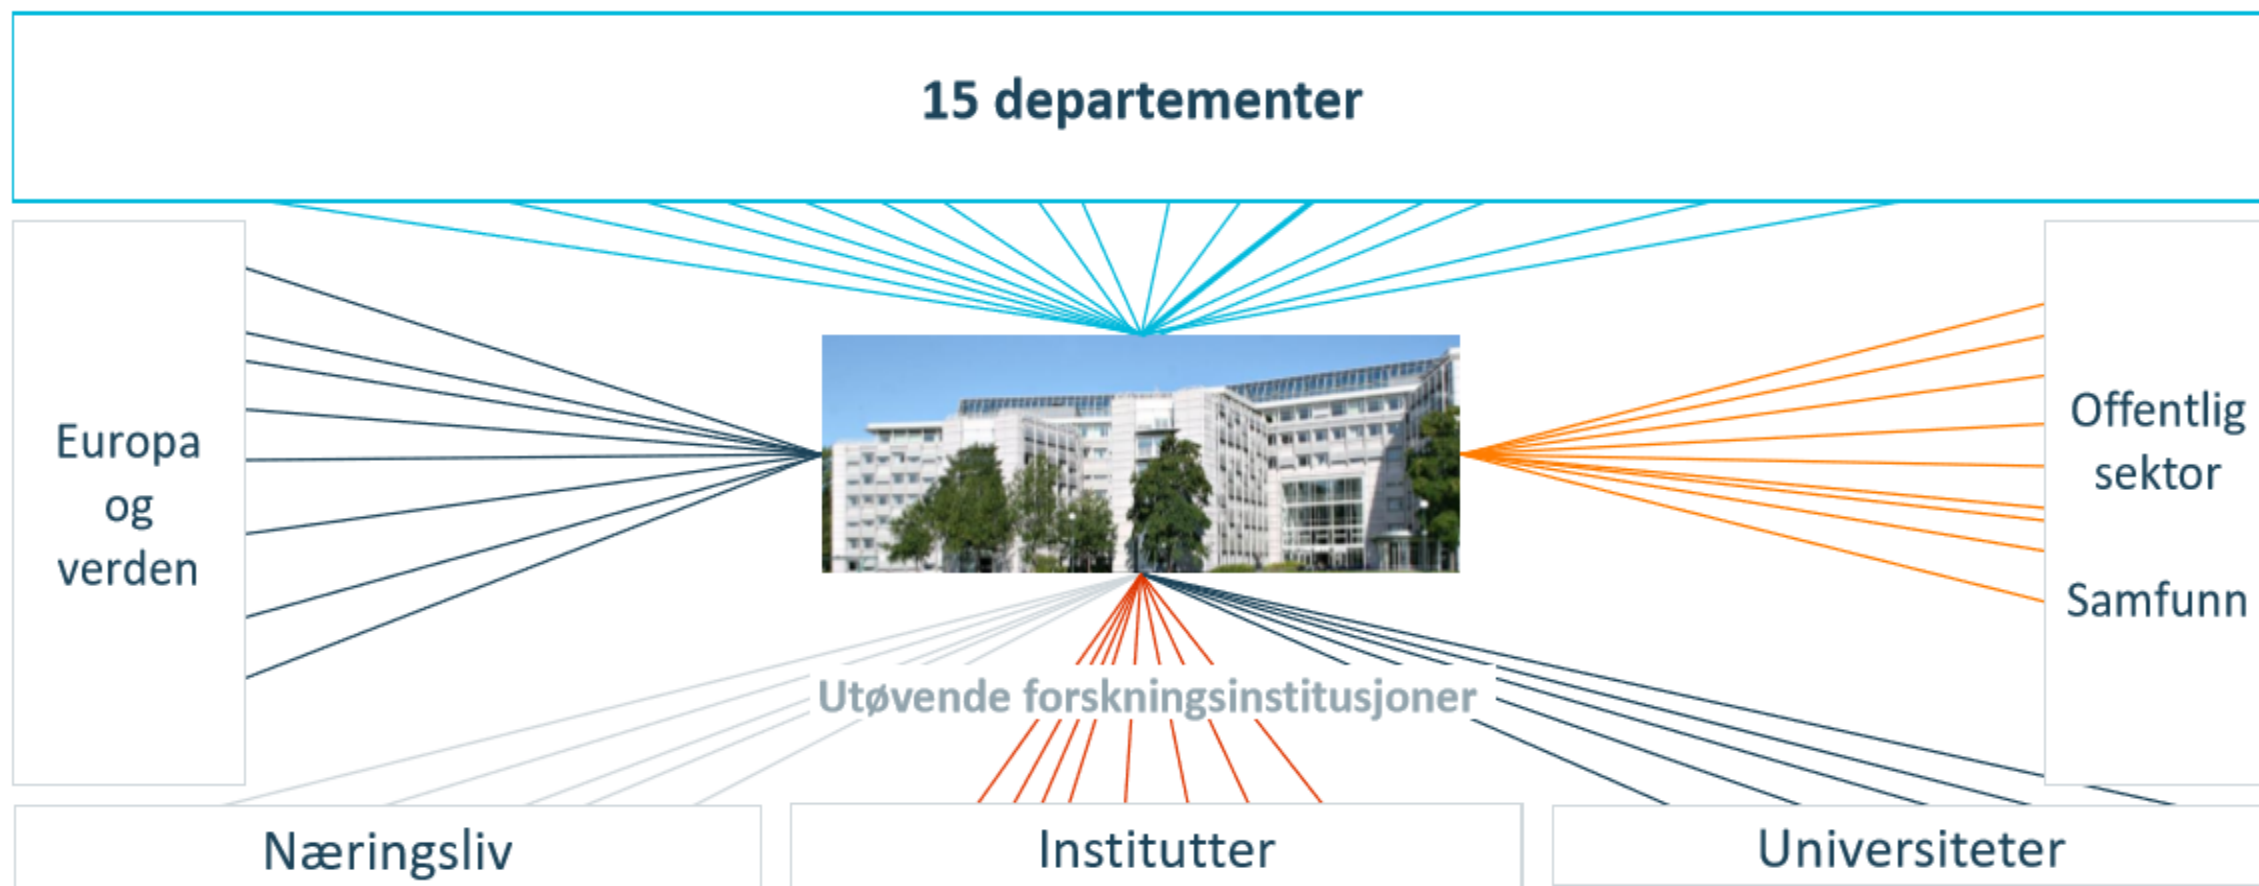 15 departementer
Europa
og
verden
Offentlig
sektor
Samfunn
Utøvende forskningsinstitusjoner
Næringsliv
Institutter
Universiteter